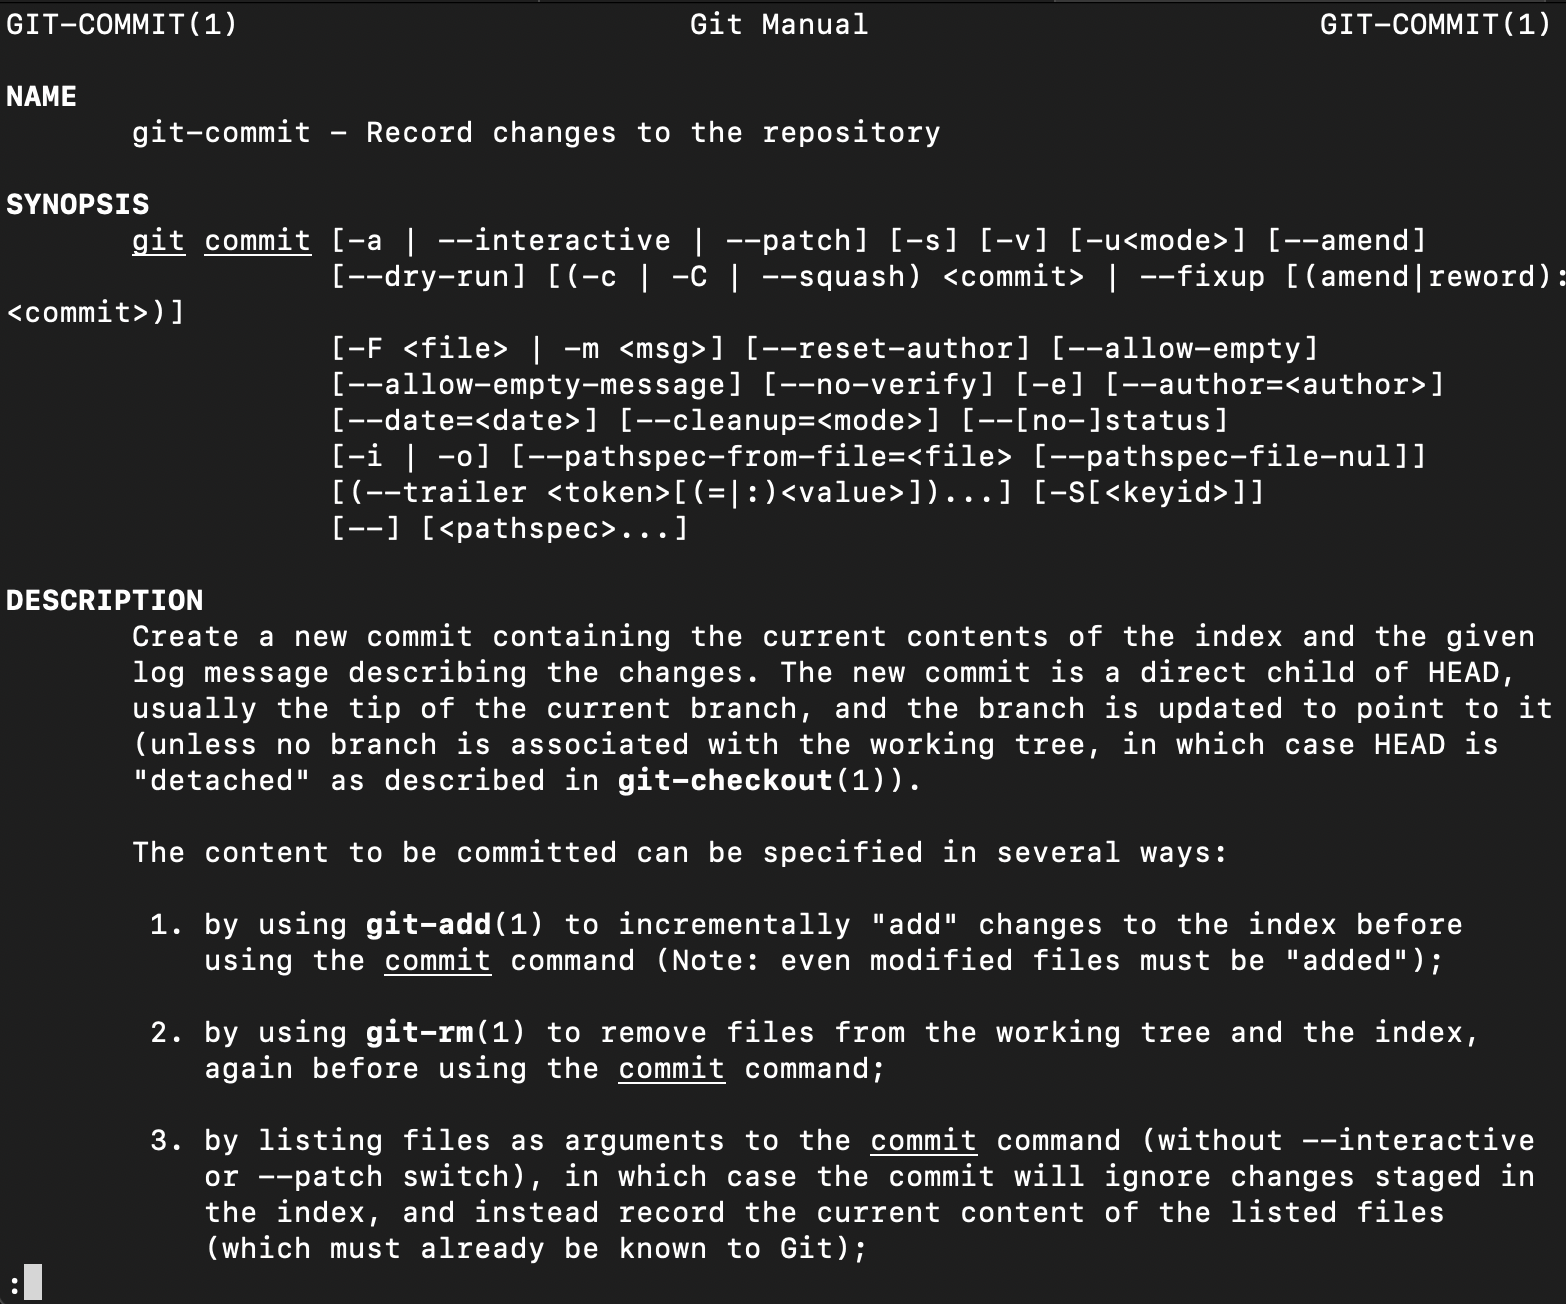 GIT-COMMIT(1) Git Manual GIT-COMMIT(1)
NAME
git-commit - Record changes to the repository
SYNOPSIS
git commit [-a | --interactive | --patch] [-s] [-v] [-u<mode>] [--amend]
[--dry-run] [(-c | -C | --squash) <commit> | --fixup [(amend|reword):
<commit>)]
[-F <file> | -m <msg>] [--reset-author] [--allow-empty]
[--allow-empty-message] [--no-verify] [-e] [--author=<author>]
[--date=<date>] [--cleanup=<mode>] [--[no-]status]
[-i | -o] [--pathspec-from-file=<file> [--pathspec-file-nul]]
[(--trailer <token>[(=|:)<value>])...] [-S[<keyid>]]
[--] [<pathspec>...]
DESCRIPTION
Create a new commit containing the current contents of the index and the given
log message describing the changes. The new commit is a direct child of HEAD,
usually the tip of the current branch, and the branch is updated to point to it
(unless no branch is associated with the working tree, in which case HEAD is
"detached" as described in git-checkout(1)).
The content to be committed can be specified in several ways:
1. by using git-add(1) to incrementally "add" changes to the index before
using the commit command (Note: even modified files must be "added");
2. by using git-rm(1) to remove files from the working tree and the index,
again before using the commit command;
3. by listing files as arguments to the commit command (without --interactive
or --patch switch), in which case the commit will ignore changes staged in
the index, and instead record the current content of the listed files
(which must already be known to Git);
: